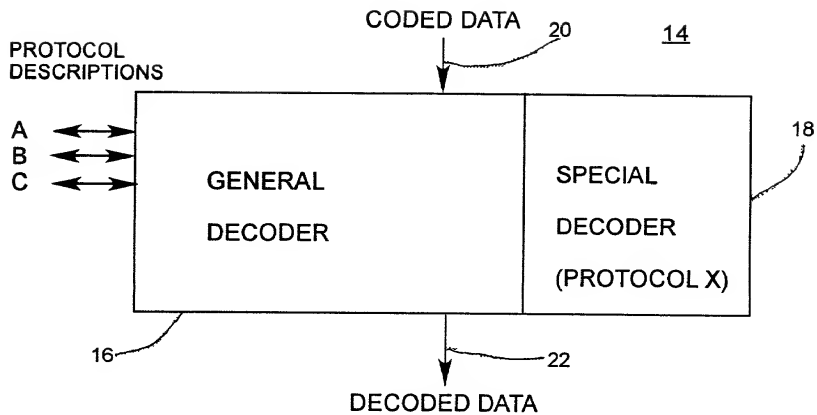 CODED DATA
20
14
PROTOCOL
DESCRIPTIONS
A
B
C
18
GENERAL
DECODER
SPECIAL
DECODER
(PROTOCOL X)
16
22
DECODED DATA